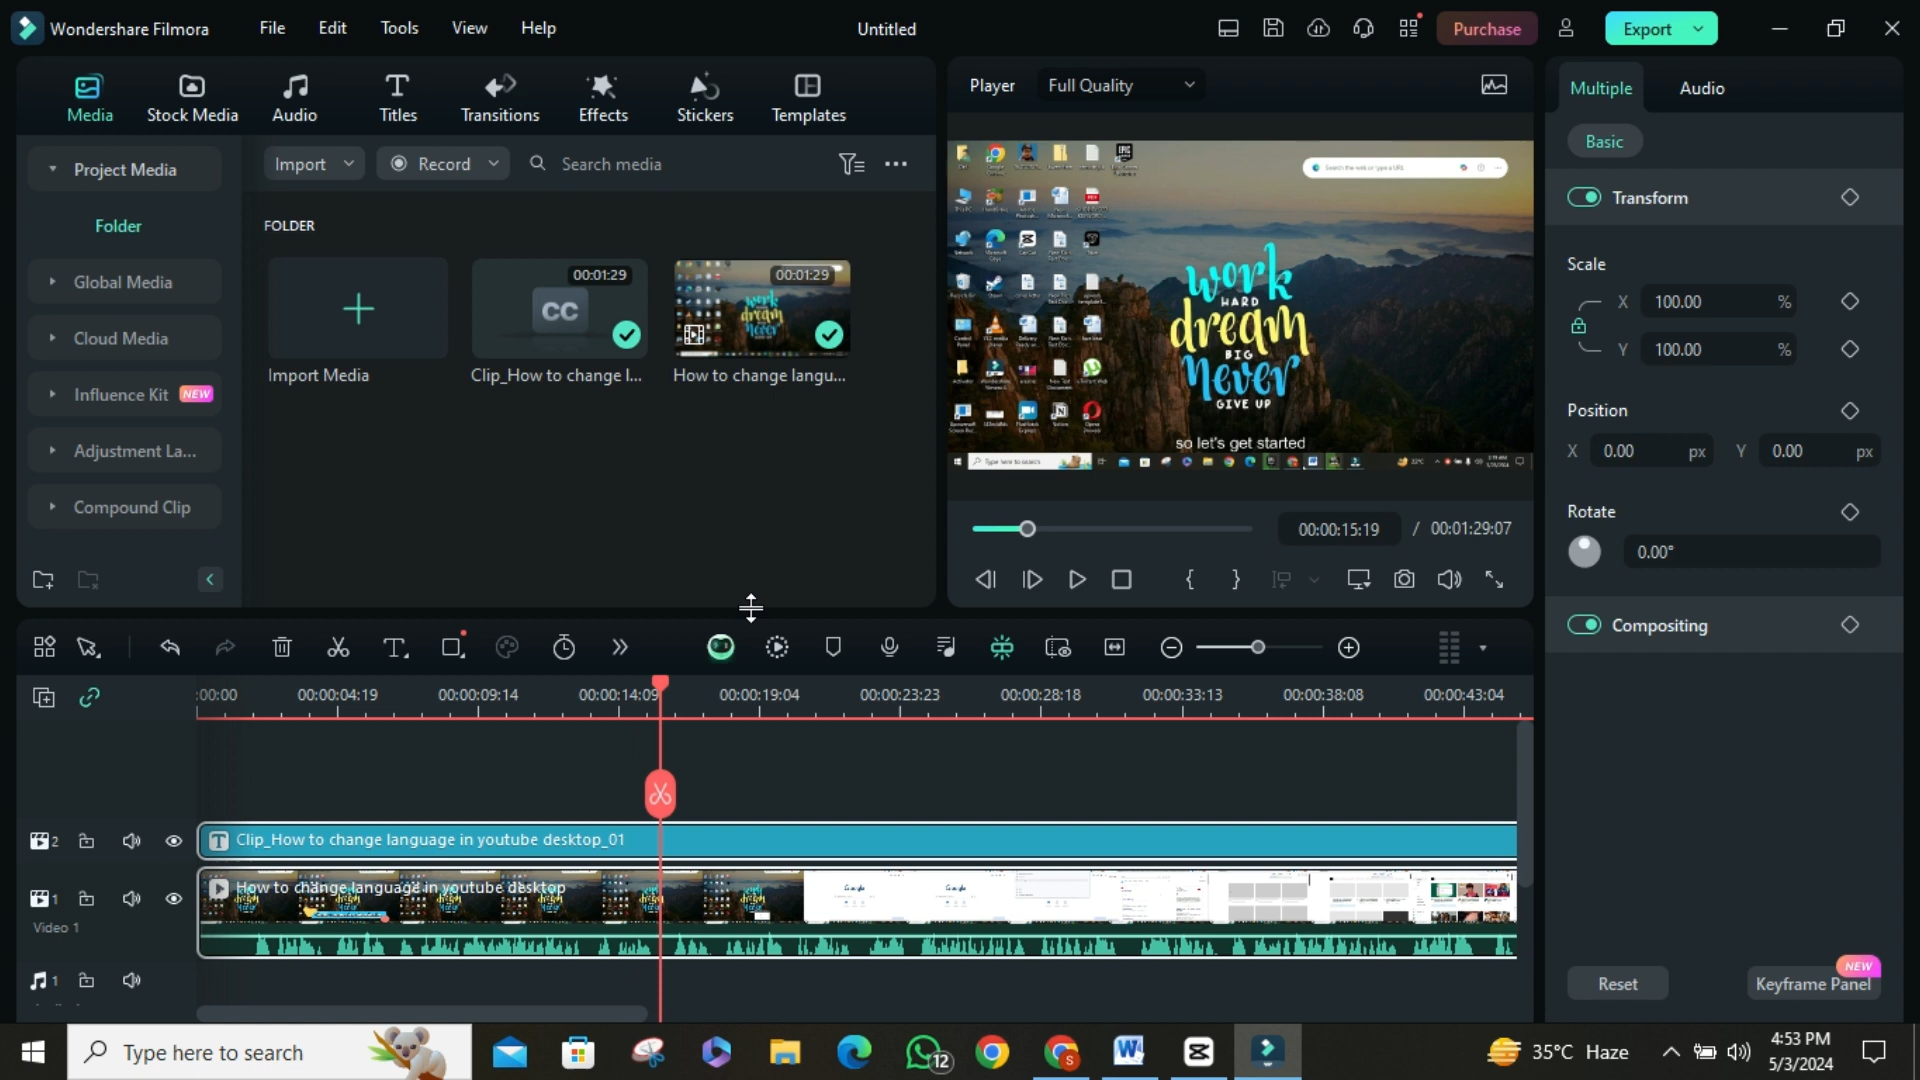 Wondershare Filmora File Edit Tools View Help Untitled Purchase Export
Media Stock Media Audio Titles Transitions Effects Stickers Templates
Project Media
Folder
Global Media
Cloud Media
Influence Kit NEW
Adjustment La...
Compound Clip
Import Record Search media
FOLDER
Import Media
00:01:29
CC
Clip_How to change l...
00:01:29
work
dream
never
How to change langu...
Player Full Quality
work
HARD
dream
BIG
never
GIVE UP
so let's get started
Type here to search
00:00:15:19 / 00:01:29:07
Multiple Audio
Basic
Transform
Scale
X 100.00 %
Y 100.00 %
Position
X 0.00 px Y 0.00 px
Rotate
0.00°
Compositing
Reset NEW Keyframe Panel
:00:00 00:00:04:19 00:00:09:14 00:00:14:09 00:00:19:04 00:00:23:23 00:00:28:18 00:00:33:13 00:00:38:08 00:00:43:04
2 T Clip_How to change language in youtube desktop_01
1 How to change language in youtube desktop
Video 1
1
Type here to search 12 35°C Haze 4:53 PM
5/3/2024